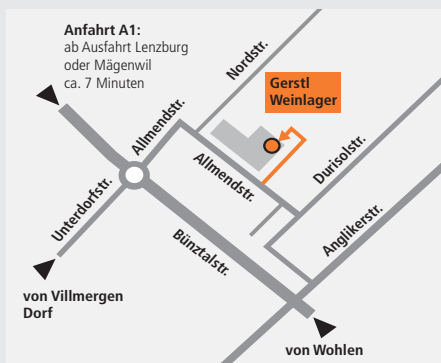 Anfahrt A1:
ab Ausfahrt Lenzburg
oder Mägenwil
ca. 7 Minuten
Nordstr.
Gerstl
Weinlager
Allmendstr.
Allmendstr.
Durisolstr.
Unterdorfstr.
Bünztalstr.
Anglikerstr.
von Villmergen
Dorf
von Wohlen